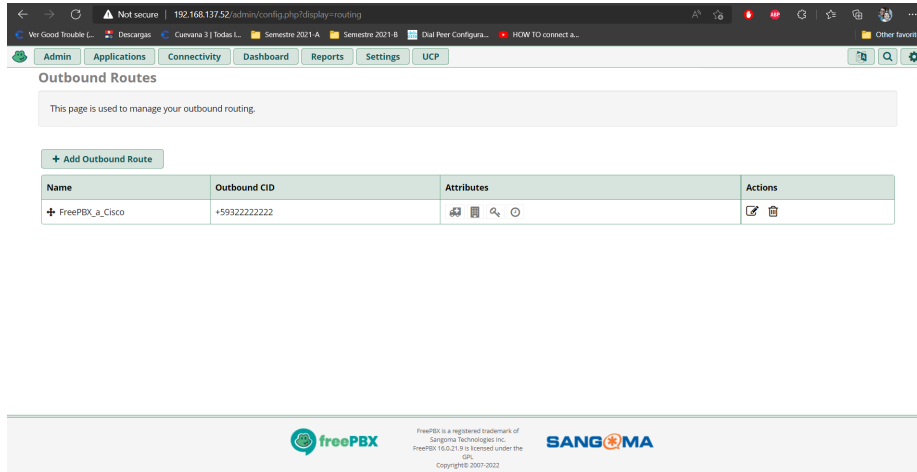 Not secure | 192.168.137.52/admin/config.php?display=routing
Ver Good Trouble (... Descargas Cuevana 3 | Todas l... Semestre 2021-A Semestre 2021-B Dial Peer Configura... HOW TO connect a... Other favorit
Admin Applications Connectivity Dashboard Reports Settings UCP
Outbound Routes
This page is used to manage your outbound routing.
+ Add Outbound Route
Name Outbound CID Attributes Actions
FreePBX_a_Cisco +59322222222
freePBX
FreePBX is a registered trademark of
Sangoma Technologies Inc.
FreePBX 16.0.21.9 is licensed under the
GPL
Copyright© 2007-2022
SANGOMA